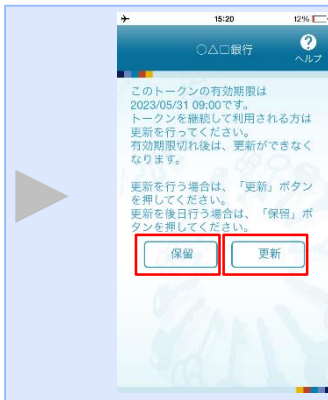 15:20
12%
○△□銀行
?
ヘルプ
このトークンの有効期限は
2023/05/31 09:00です。
トークンを継続して利用される方は
更新を行ってください。
有効期限切れ後は、更新ができなく
なります。
更新を行う場合は、「更新」ボタン
を押してください。
更新を後日行う場合は、「保留」ボ
タンを押してください。
保留
更新